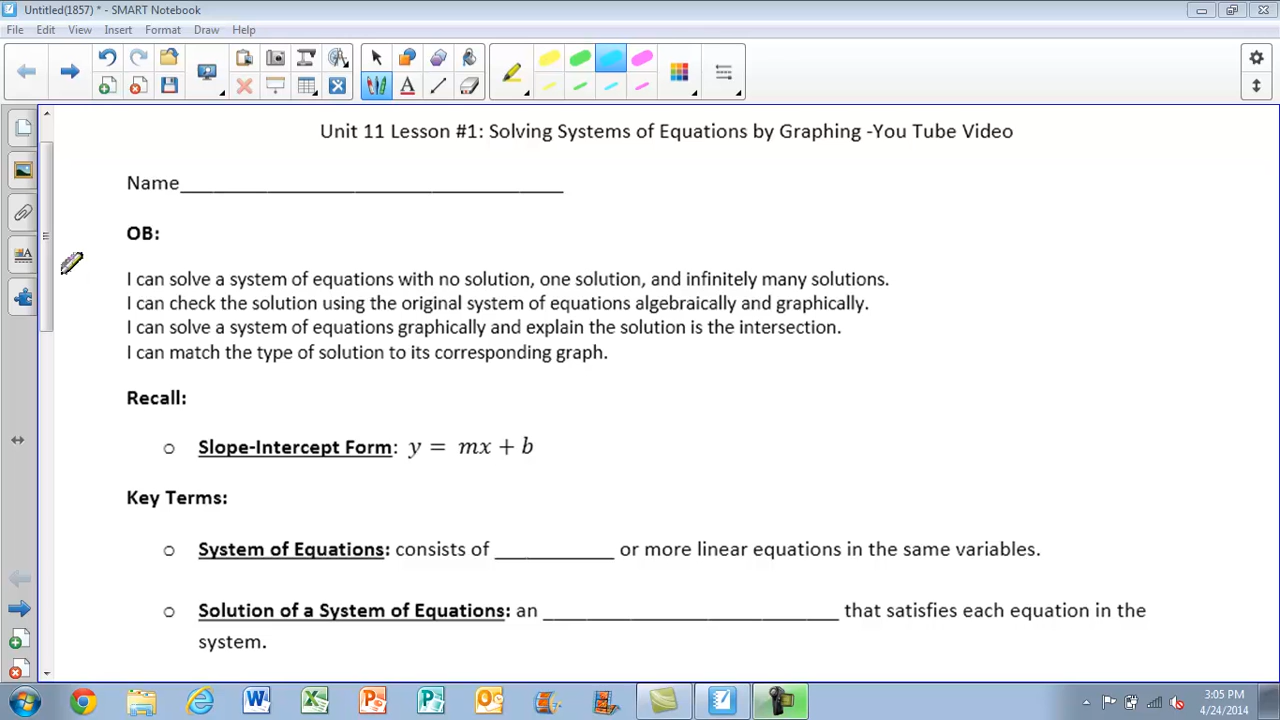 Untitled(1857) * - SMART Notebook
File Edit View Insert Format Draw Help
Unit 11 Lesson #1: Solving Systems of Equations by Graphing -You Tube Video
Name___________________________________
OB:
I can solve a system of equations with no solution, one solution, and infinitely many solutions.
I can check the solution using the original system of equations algebraically and graphically.
I can solve a system of equations graphically and explain the solution is the intersection.
I can match the type of solution to its corresponding graph.
Recall:
o Slope-Intercept Form: y = mx + b
Key Terms:
o System of Equations: consists of ___________ or more linear equations in the same variables.
o Solution of a System of Equations: an ___________________________ that satisfies each equation in the
system.
3:05 PM
4/24/2014